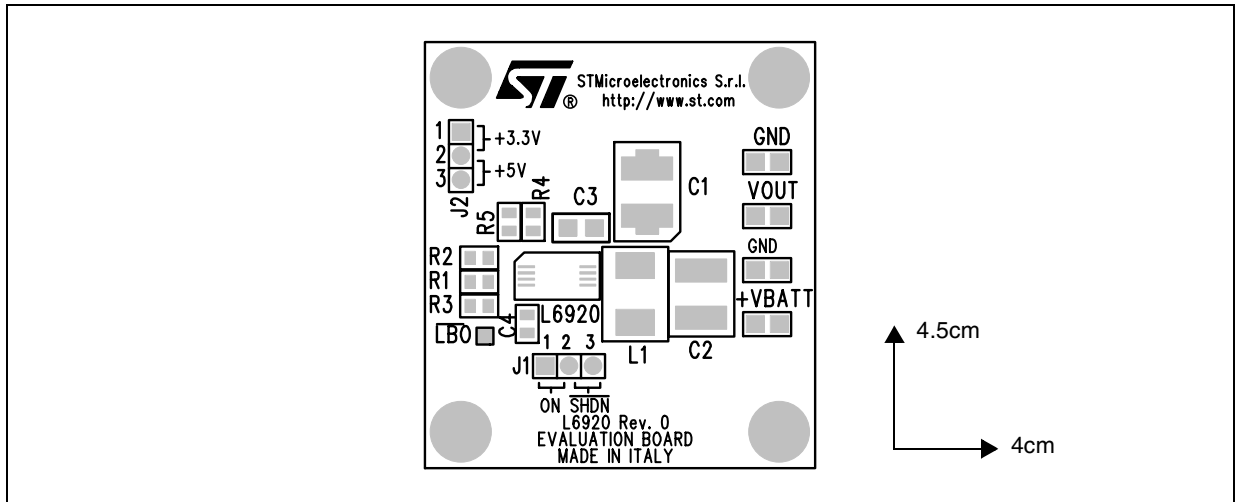 ST®
STMicroelectronics S.r.l.
http://www.st.com
1
+3.3V
2
+5V
3
J2
R5
R4
C3
C1
GND
VOUT
GND
+VBATT
R2
R1
R3
LBO
C4
L6920
L1
C2
1 2 3
J1
ON SHDN
L6920 Rev. 0
EVALUATION BOARD
MADE IN ITALY
4.5cm
4cm